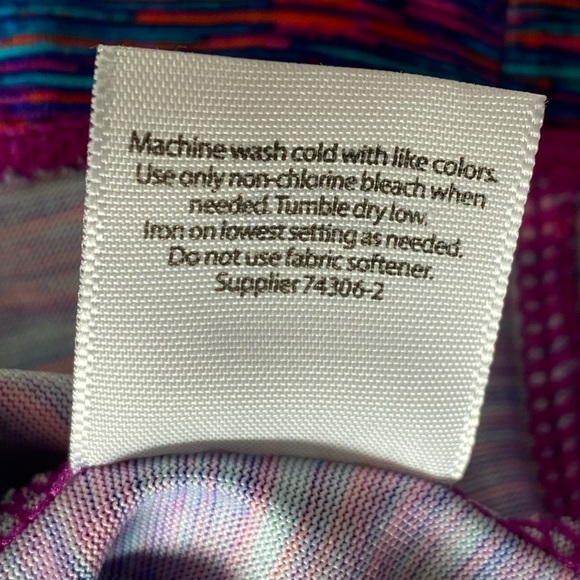 Machine wash cold with like colors.
Use only non-chlorine bleach when
needed. Tumble dry low.
Iron on lowest setting as needed.
Do not use fabric softener.
Supplier 74306-2